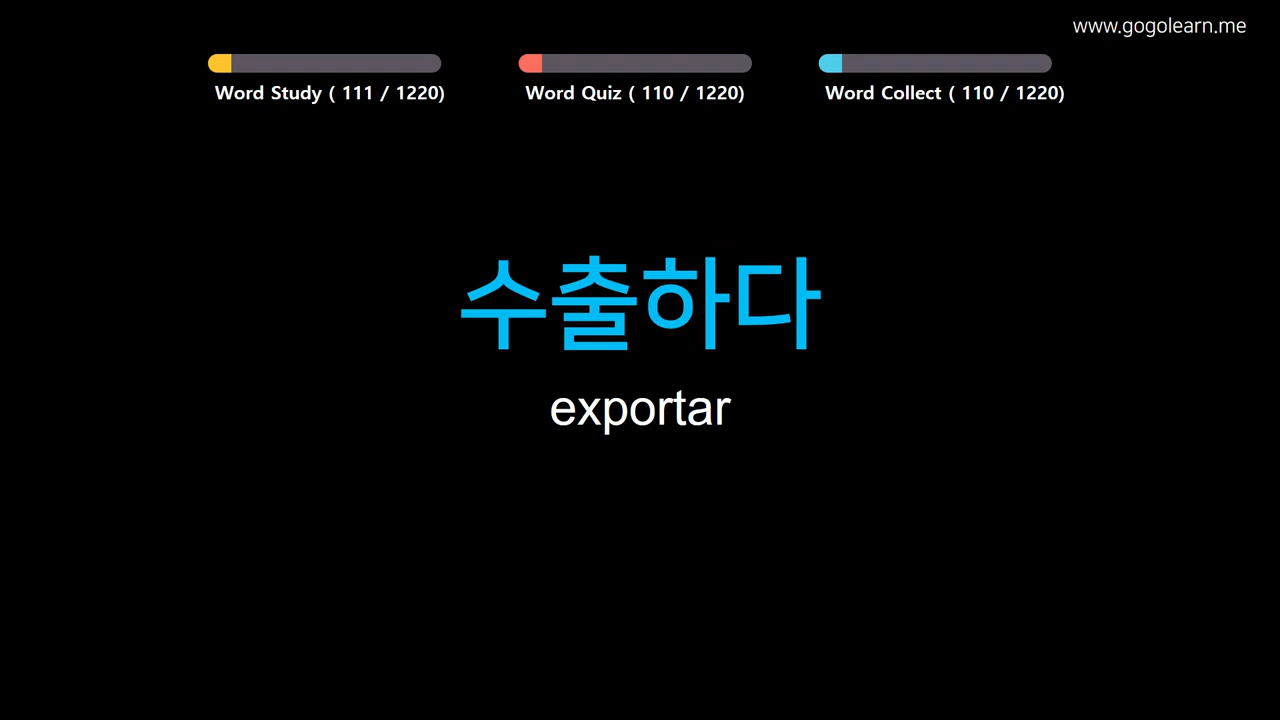 www.gogolearn.me
Word Study ( 111 / 1220)
Word Quiz ( 110 / 1220)
Word Collect ( 110 / 1220)
수출하다
exportar